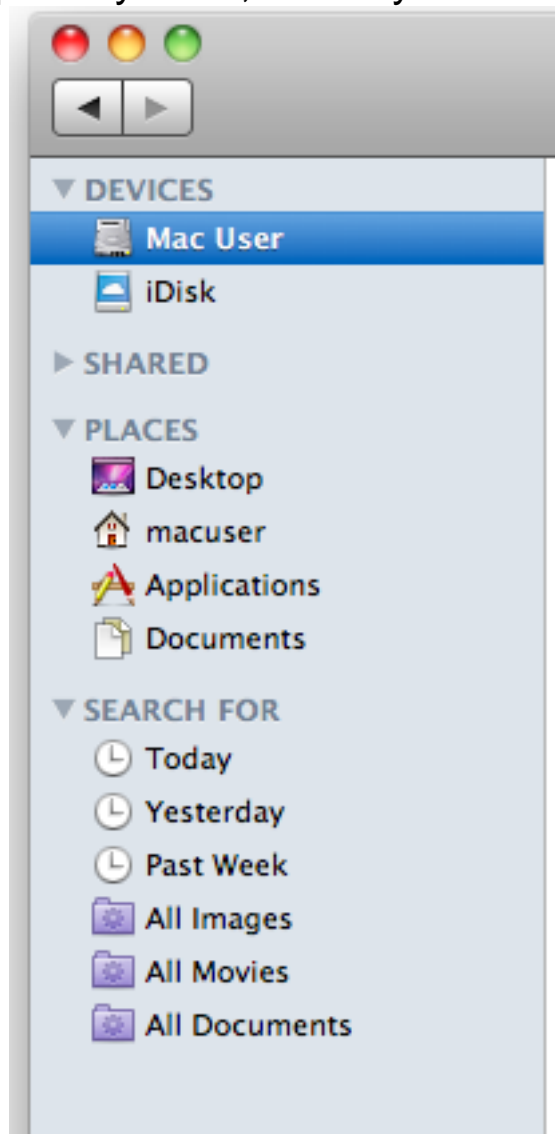 DEVICES
Mac User
iDisk
SHARED
PLACES
Desktop
macuser
Applications
Documents
SEARCH FOR
Today
Yesterday
Past Week
All Images
All Movies
All Documents